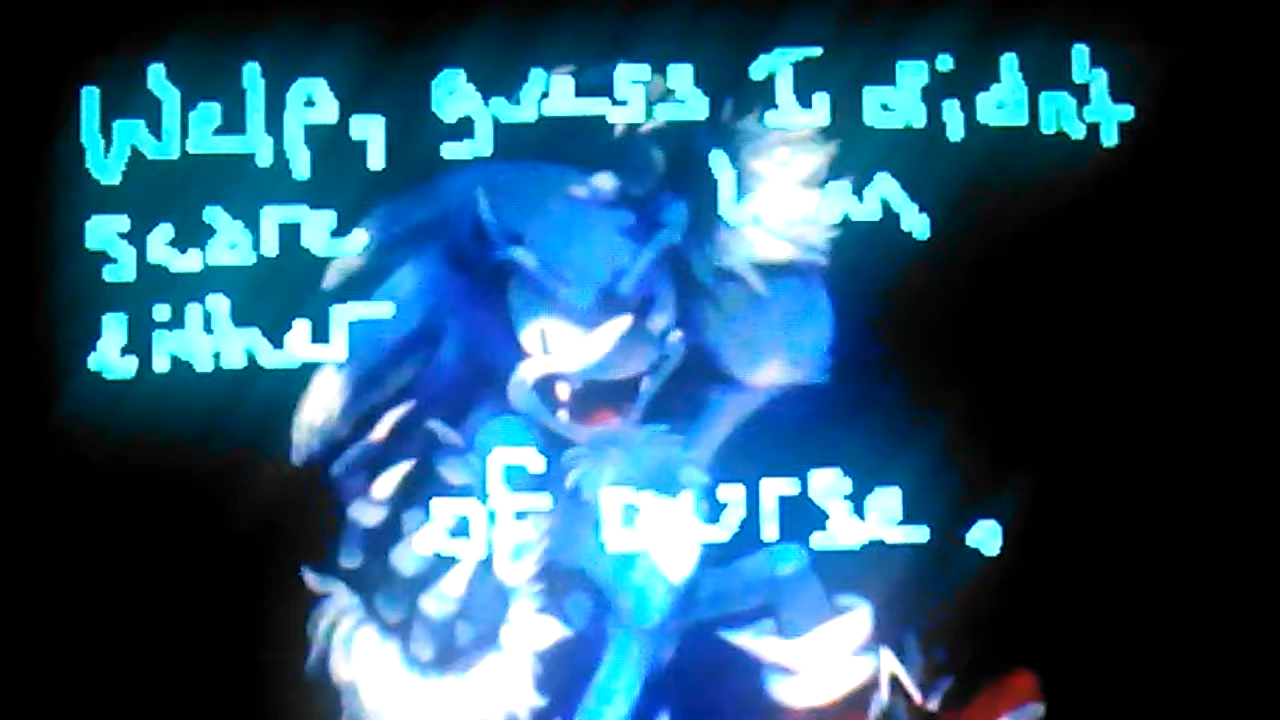 Welp, guess I didnt
scare him
either
of course.